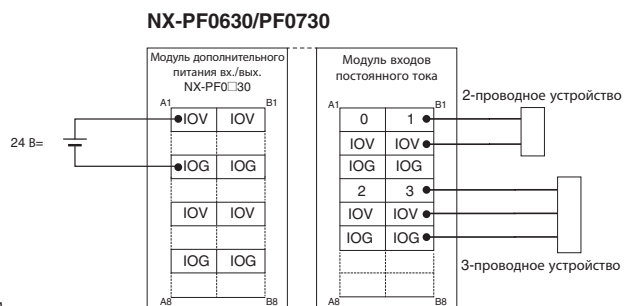 NX-PF0630/PF0730
Модуль дополнительного
питания вх./вых.
NX-PF0□30
Модуль входов
постоянного тока
A1 B1
A1 B1
2-проводное устройство
IOV IOV
0 1
24 В=
IOV IOV
IOG IOG
IOG IOG
2 3
IOV IOV
IOV IOV
IOG IOG
IOG IOG
3-проводное устройство
A8 B8
A8 B8